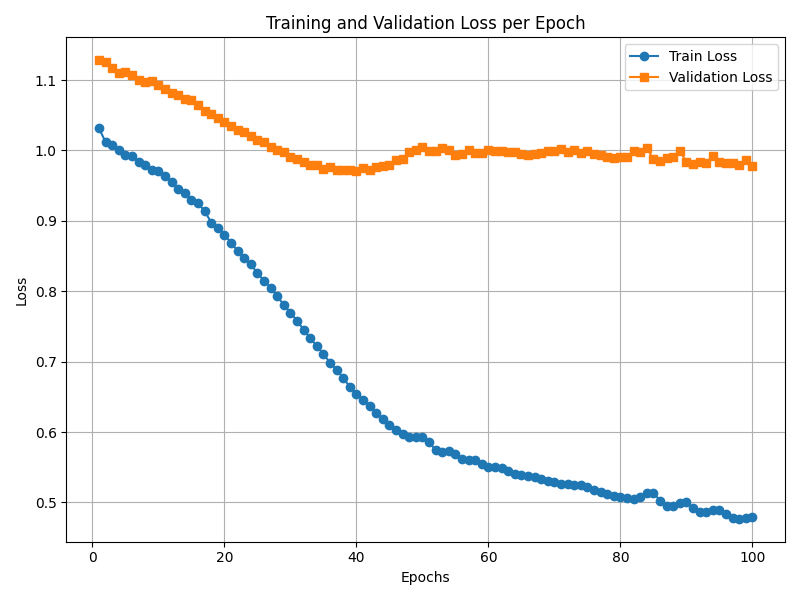 Training and Validation Loss per Epoch
Train Loss
Validation Loss
1.1
1.0
0.9
0.8
0.7
0.6
0.5
Loss
0 20 40 60 80 100
Epochs